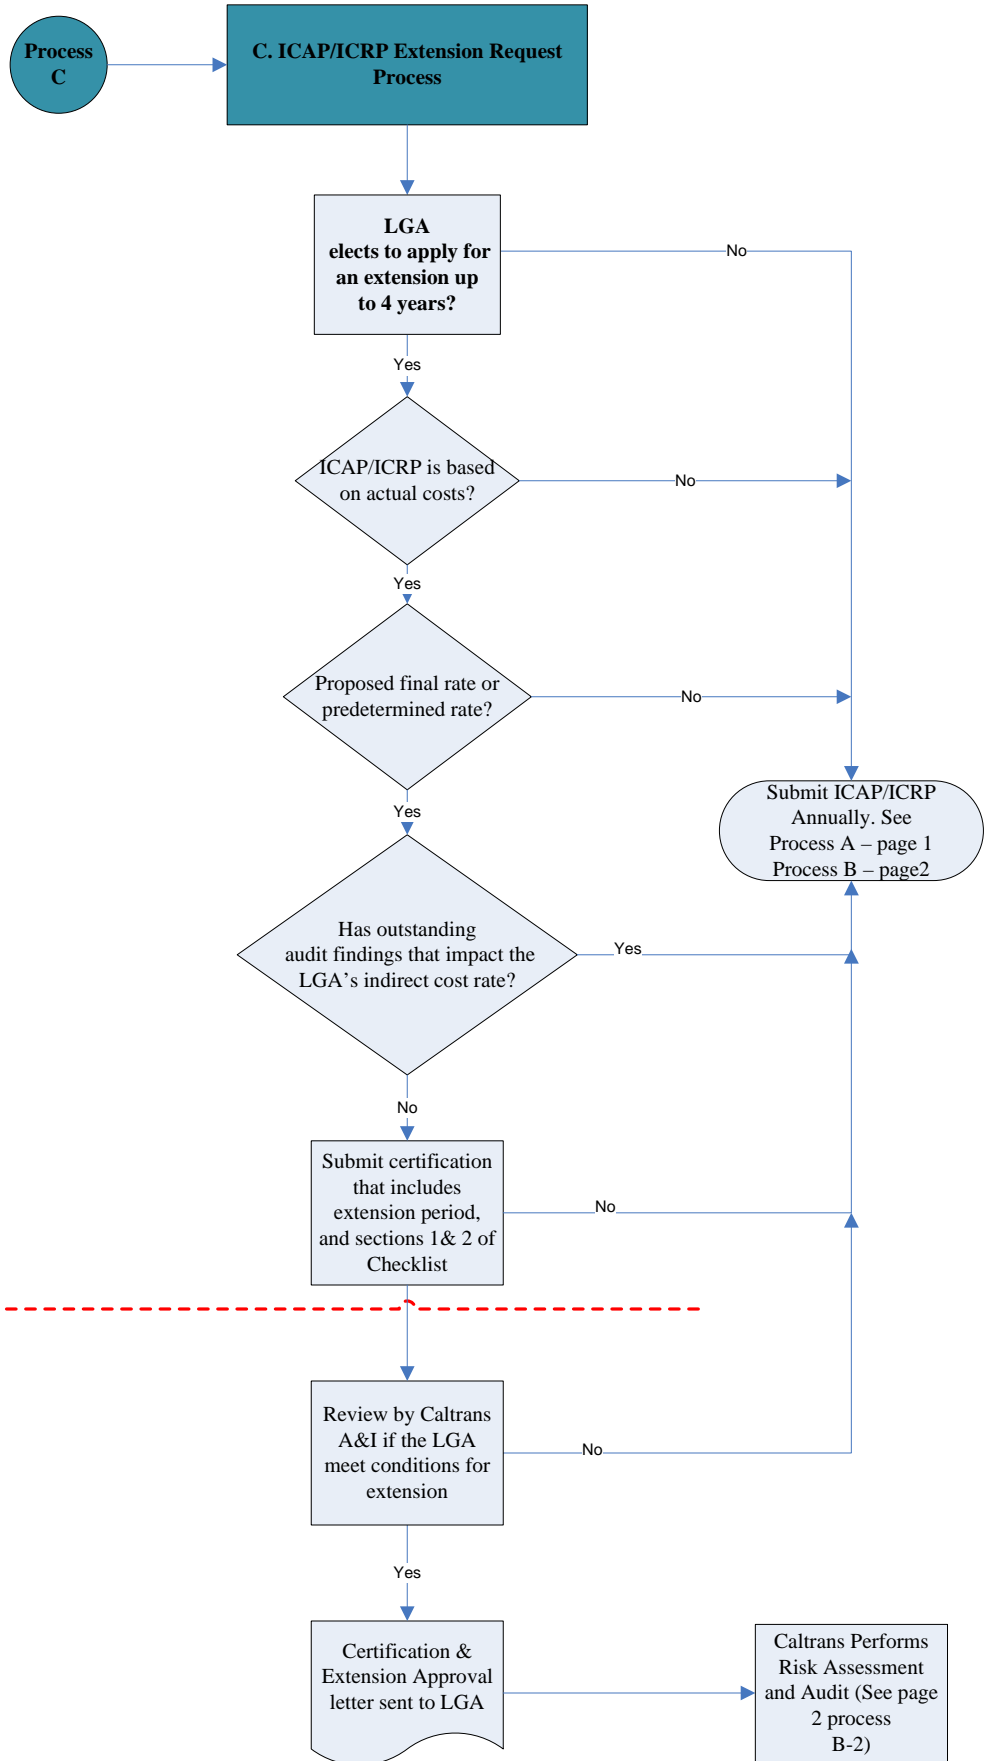 Process
C
C. ICAP/ICRP Extension Request
Process
LGA
elects to apply for
an extension up
to 4 years?
No
Yes
ICAP/ICRP is based
on actual costs?
No
Yes
Proposed final rate or
predetermined rate?
No
Yes
Submit ICAP/ICRP
Annually. See
Process A – page 1
Process B – page2
Has outstanding
audit findings that impact the
LGA's indirect cost rate?
Yes
No
Submit certification
that includes
extension period,
and sections 1& 2 of
Checklist
No
Review by Caltrans
A&I if the LGA
meet conditions for
extension
No
Yes
Certification &
Extension Approval
letter sent to LGA
Caltrans Performs
Risk Assessment
and Audit (See page
2 process
B-2)